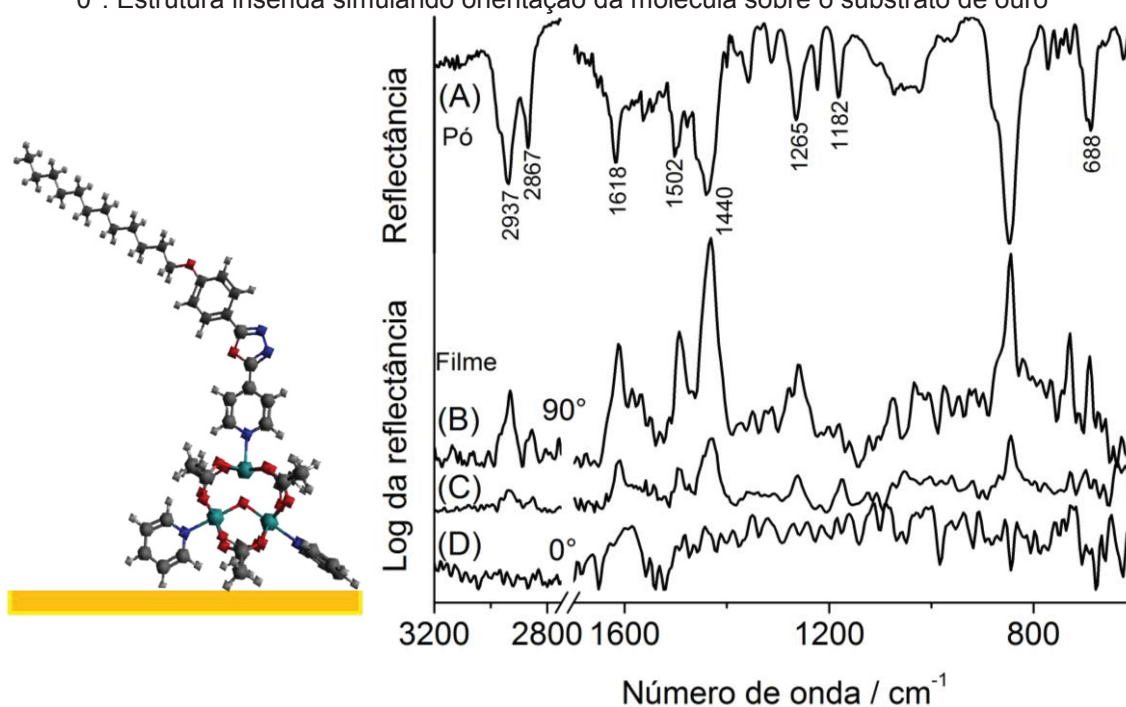 0°. Estrutura inserida simulando orientação da molécula sobre o substrato de ouro
Reflectância
(A)
Pó
2937
2867
1618
1502
1440
1265
1182
688
Log da reflectância
Filme
90°
(B)
(C)
(D)
0°
3200
2800
1600
1200
800
Número de onda / cm-1